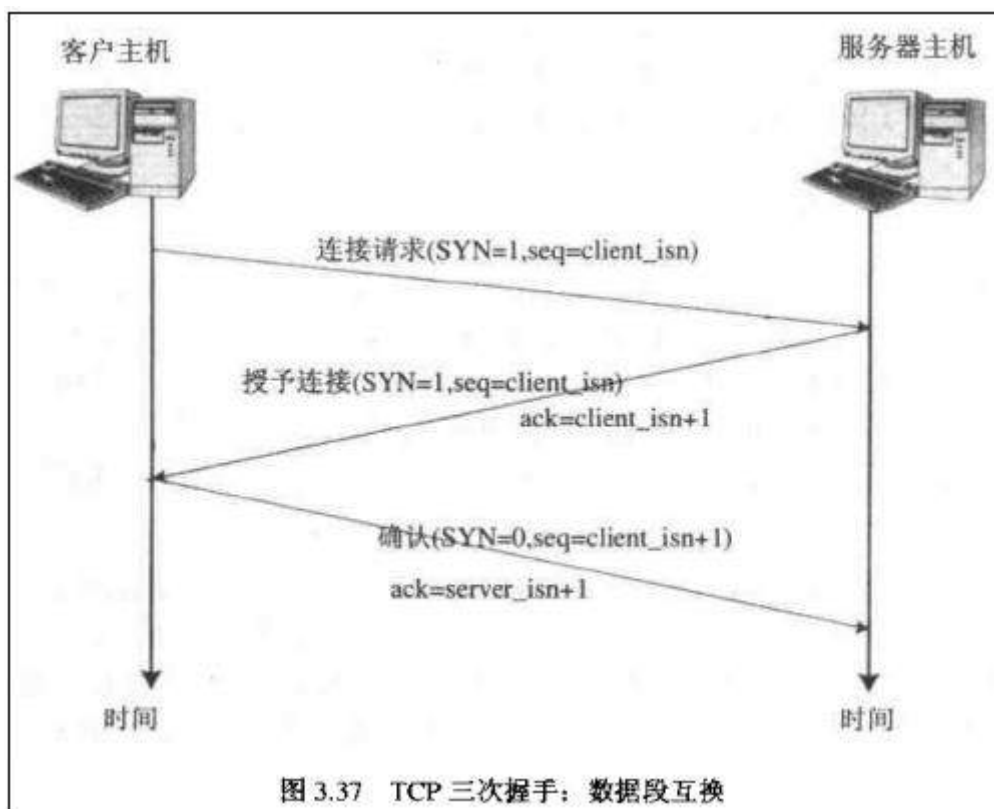 客户主机
服务器主机
连接请求(SYN=1,seq=client_isn)
授予连接(SYN=1,seq=client_isn)
ack=client_isn+1
确认(SYN=0,seq=client_isn+1)
ack=server_isn+1
时间
时间
图 3.37 TCP 三次握手：数据段互换